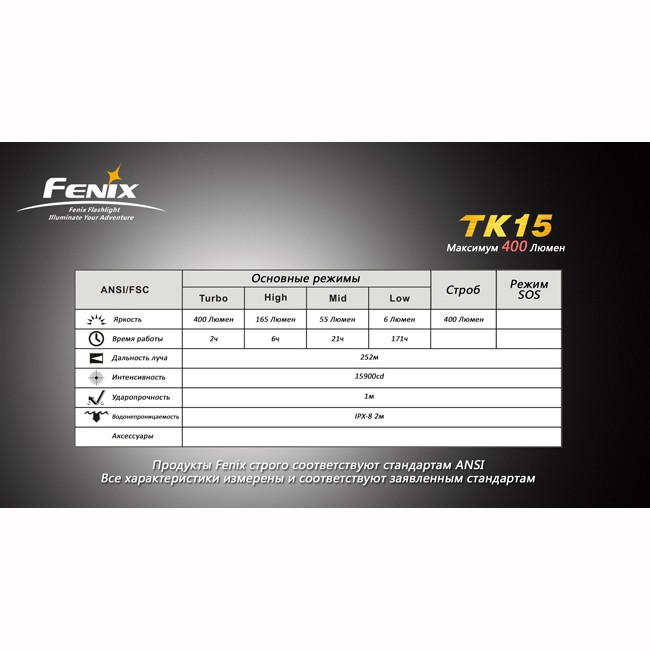 FENIX
Fenix Flashlight
Illuminate Your Adventure
TK15
Максимум 400 Люмен
ANSI/FSC
Основные режимы
Строб
Режим
SOS
Turbo High Mid Low
Яркость 400 Люмен 165 Люмен 55 Люмен 6 Люмен 400 Люмен
Время работы 2ч 6ч 21ч 171ч
Дальность луча 252м
Интенсивность 15900cd
Ударопрочность 1м
Водонепроницаемость IPX-8 2м
Аксессуары
Продукты Fenix строго соответствуют стандартам ANSI
Все характеристики измерены и соответствуют заявленным стандартам